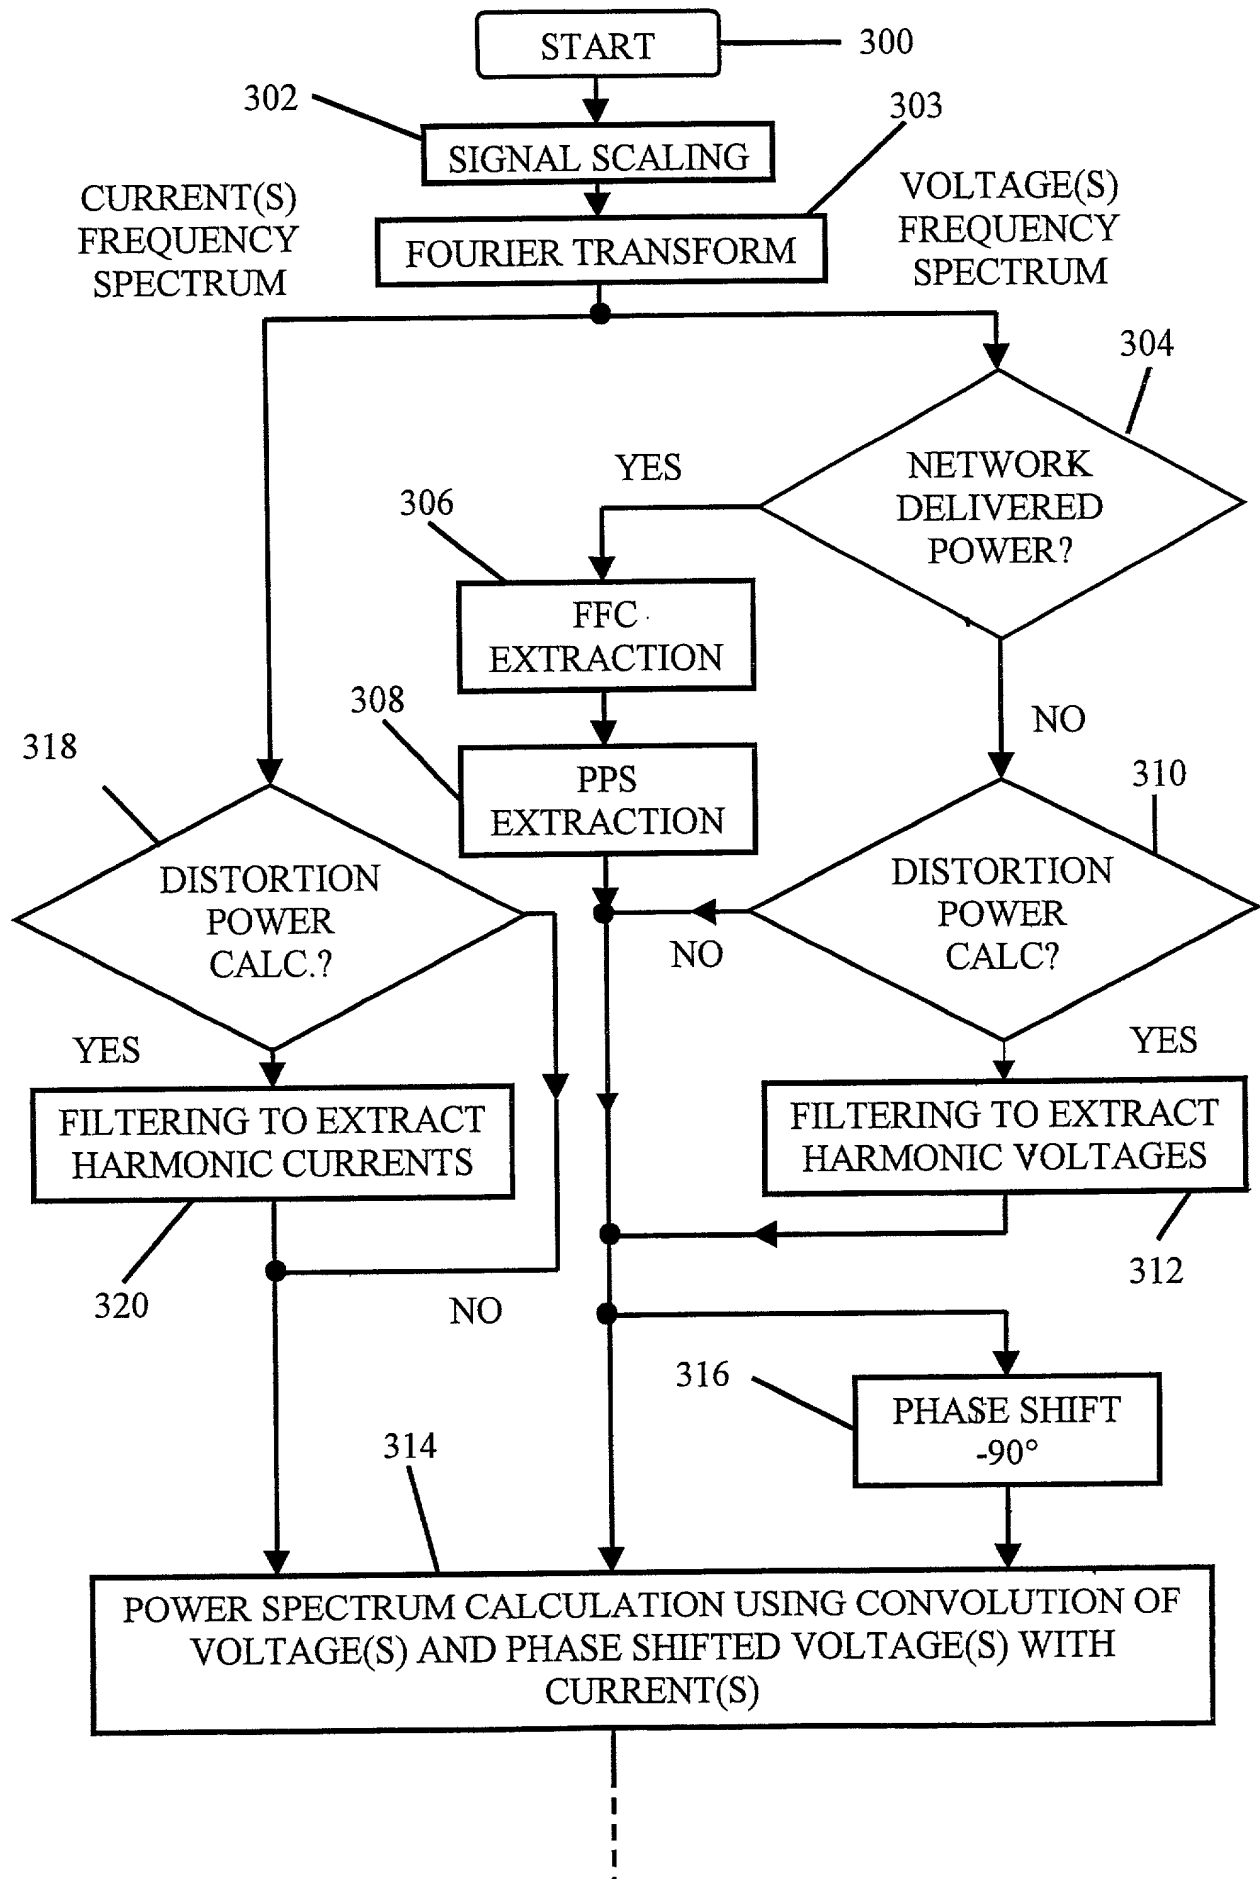 START
300
302
303
SIGNAL SCALING
CURRENT(S)
FREQUENCY
SPECTRUM
VOLTAGE(S)
FREQUENCY
SPECTRUM
FOURIER TRANSFORM
304
YES
NETWORK
DELIVERED
POWER?
306
FFC
EXTRACTION
308
NO
318
PPS
EXTRACTION
310
DISTORTION
POWER
CALC.?
DISTORTION
POWER
CALC?
NO
YES
YES
FILTERING TO EXTRACT
HARMONIC CURRENTS
FILTERING TO EXTRACT
HARMONIC VOLTAGES
320
NO
312
316
PHASE SHIFT
-90°
314
POWER SPECTRUM CALCULATION USING CONVOLUTION OF
VOLTAGE(S) AND PHASE SHIFTED VOLTAGE(S) WITH
CURRENT(S)